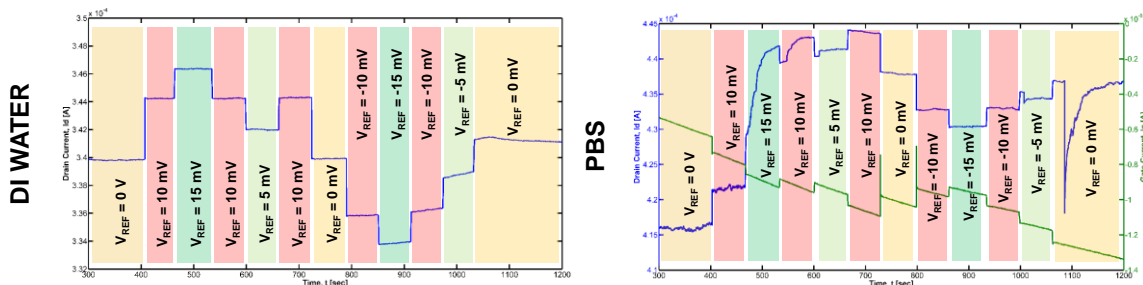 DI WATER
x 10⁻⁴
3.5
3.48
3.46
3.44
3.42
3.40
3.38
3.36
3.34
3.32
Drain Current, Id [A]
V_REF = 0 V
V_REF = 10 mV
V_REF = 15 mV
V_REF = 10 mV
V_REF = 5 mV
V_REF = 10 mV
V_REF = 0 mV
V_REF = -10 mV
V_REF = -15 mV
V_REF = -10 mV
V_REF = -5 mV
V_REF = 0 mV
300 400 500 600 700 800 900 1000 1100 1200
Time, t [sec]
PBS
x 10⁻⁴
4.45
4.4
4.35
4.3
4.25
4.2
4.15
4.1
Drain Current, Id [A]
V_REF = 0 V
V_REF = 10 mV
V_REF = 15 mV
V_REF = 10 mV
V_REF = 5 mV
V_REF = 10 mV
V_REF = 0 mV
V_REF = -10 mV
V_REF = -15 mV
V_REF = -10 mV
V_REF = -5 mV
V_REF = 0 mV
0
-0.2
-0.4
-0.6
-0.8
-1
-1.2
-1.4
300 400 500 600 700 800 900 1000 1100 1200
Time, t [sec]